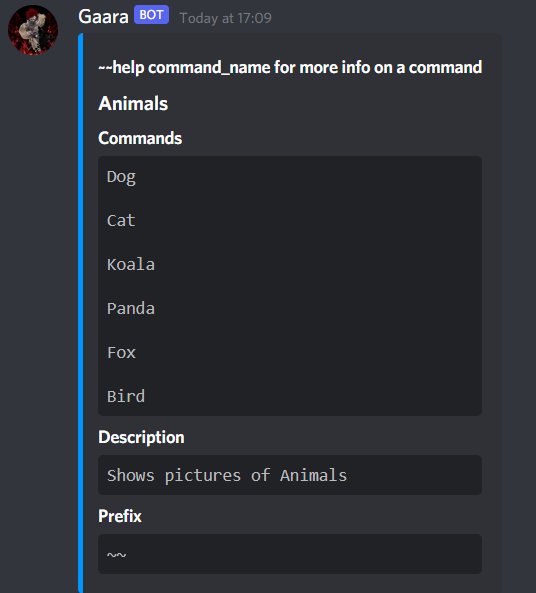 Gaara BOT Today at 17:09
~~help command_name for more info on a command
Animals
Commands
Dog
Cat
Koala
Panda
Fox
Bird
Description
Shows pictures of Animals
Prefix
~~